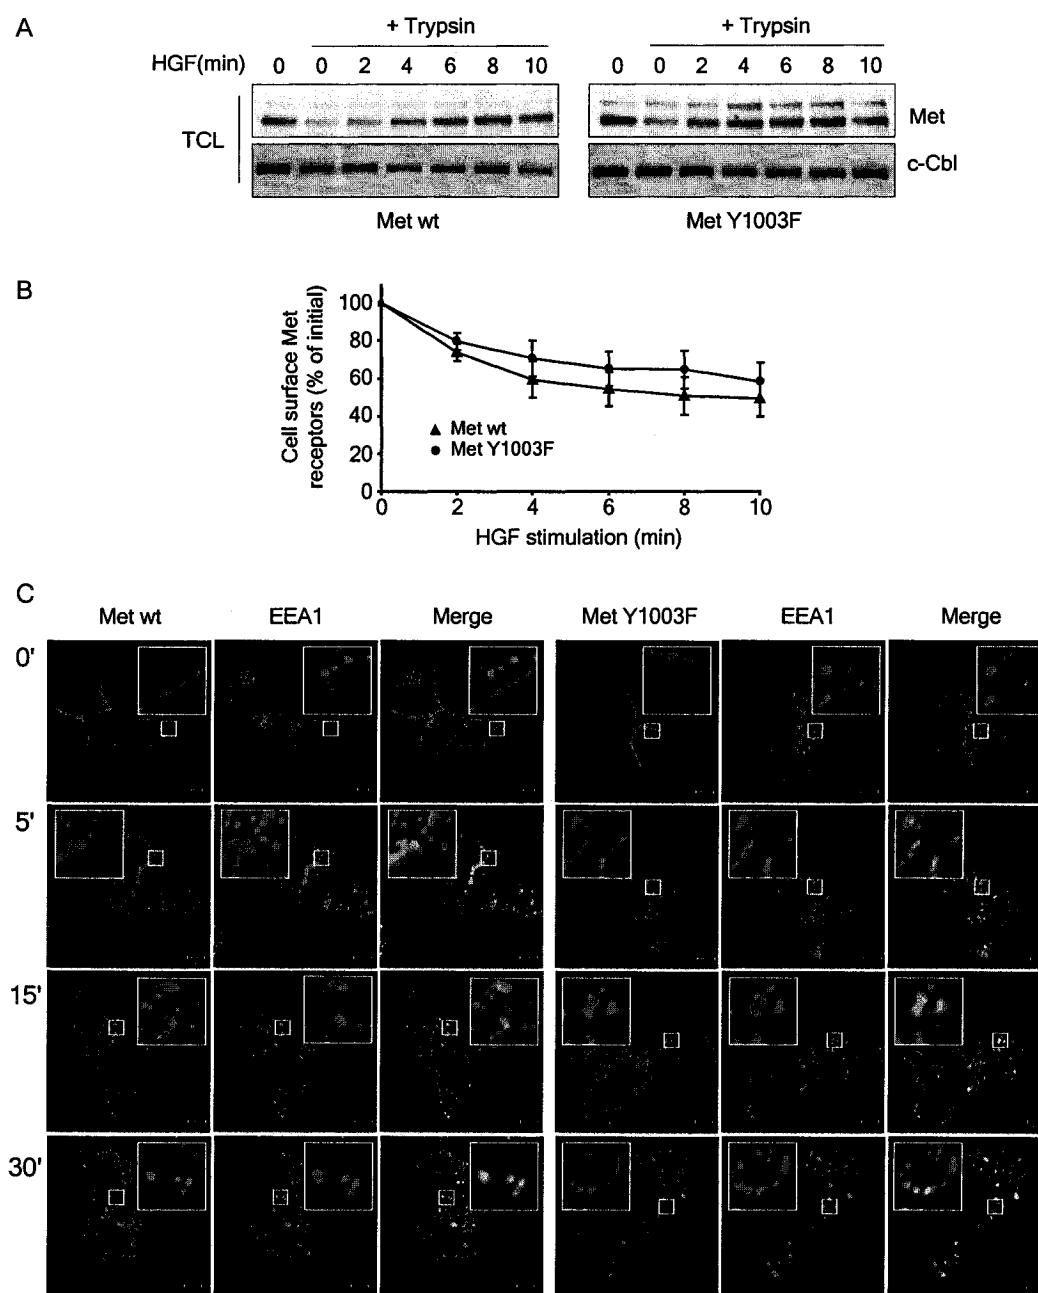 A
+ Trypsin
+ Trypsin
HGF(min)
0 0 2 4 6 8 10
0 0 2 4 6 8 10
TCL
Met
c-Cbl
Met wt
Met Y1003F
B
Cell surface Met
receptors (% of initial)
100
80
60
40
20
0
Met wt
Met Y1003F
0 2 4 6 8 10
HGF stimulation (min)
C
Met wt EEA1 Merge Met Y1003F EEA1 Merge
0'
5'
15'
30'